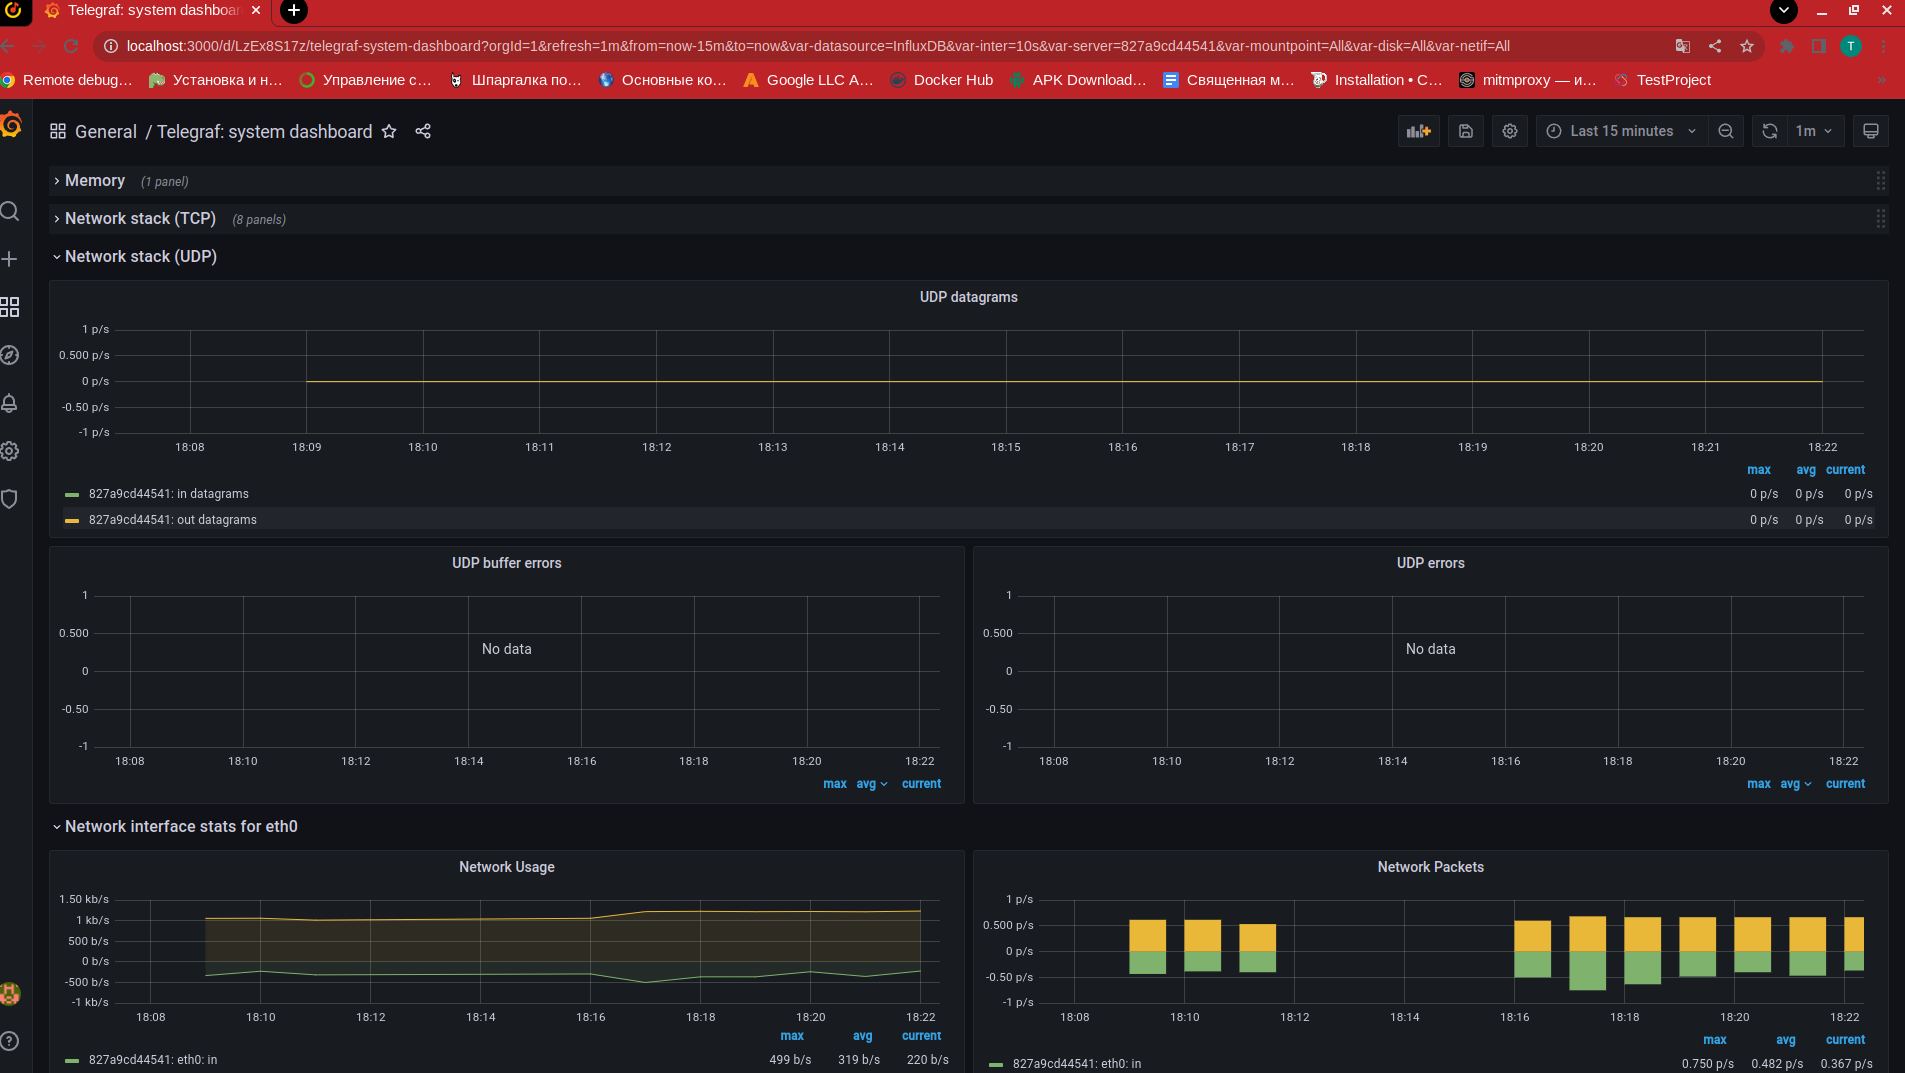 Telegraf: system dashboar
localhost:3000/d/LzEx8S17z/telegraf-system-dashboard?orgId=1&refresh=1m&from=now-15m&to=now&var-datasource=InfluxDB&var-inter=10s&var-server=827a9cd44541&var-mountpoint=All&var-disk=All&var-netif=All
T
Remote debug… Установка и н… Управление с… Шпаргалка по… Основные ко… Google LLC A… Docker Hub APK Download… Священная м… Installation • C… mitmproxy — и… TestProject
General / Telegraf: system dashboard Last 15 minutes 1m
Memory (1 panel)
Network stack (TCP) (8 panels)
Network stack (UDP)
UDP datagrams
1 p/s
0.500 p/s
0 p/s
-0.50 p/s
-1 p/s
18:08 18:09 18:10 18:11 18:12 18:13 18:14 18:15 18:16 18:17 18:18 18:19 18:20 18:21 18:22
max avg current
827a9cd44541: in datagrams 0 p/s 0 p/s 0 p/s
827a9cd44541: out datagrams 0 p/s 0 p/s 0 p/s
UDP buffer errors
1
0.500
0
-0.50
-1
No data
18:08 18:10 18:12 18:14 18:16 18:18 18:20 18:22
max avg current
UDP errors
1
0.500
0
-0.50
-1
No data
18:08 18:10 18:12 18:14 18:16 18:18 18:20 18:22
max avg current
Network interface stats for eth0
Network Usage
1.50 kb/s
1 kb/s
500 b/s
0 b/s
-500 b/s
-1 kb/s
18:08 18:10 18:12 18:14 18:16 18:18 18:20 18:22
max avg current
827a9cd44541: eth0: in 499 b/s 319 b/s 220 b/s
Network Packets
1 p/s
0.500 p/s
0 p/s
-0.50 p/s
-1 p/s
18:08 18:10 18:12 18:14 18:16 18:18 18:20 18:22
max avg current
827a9cd44541: eth0: in 0.750 p/s 0.482 p/s 0.367 p/s